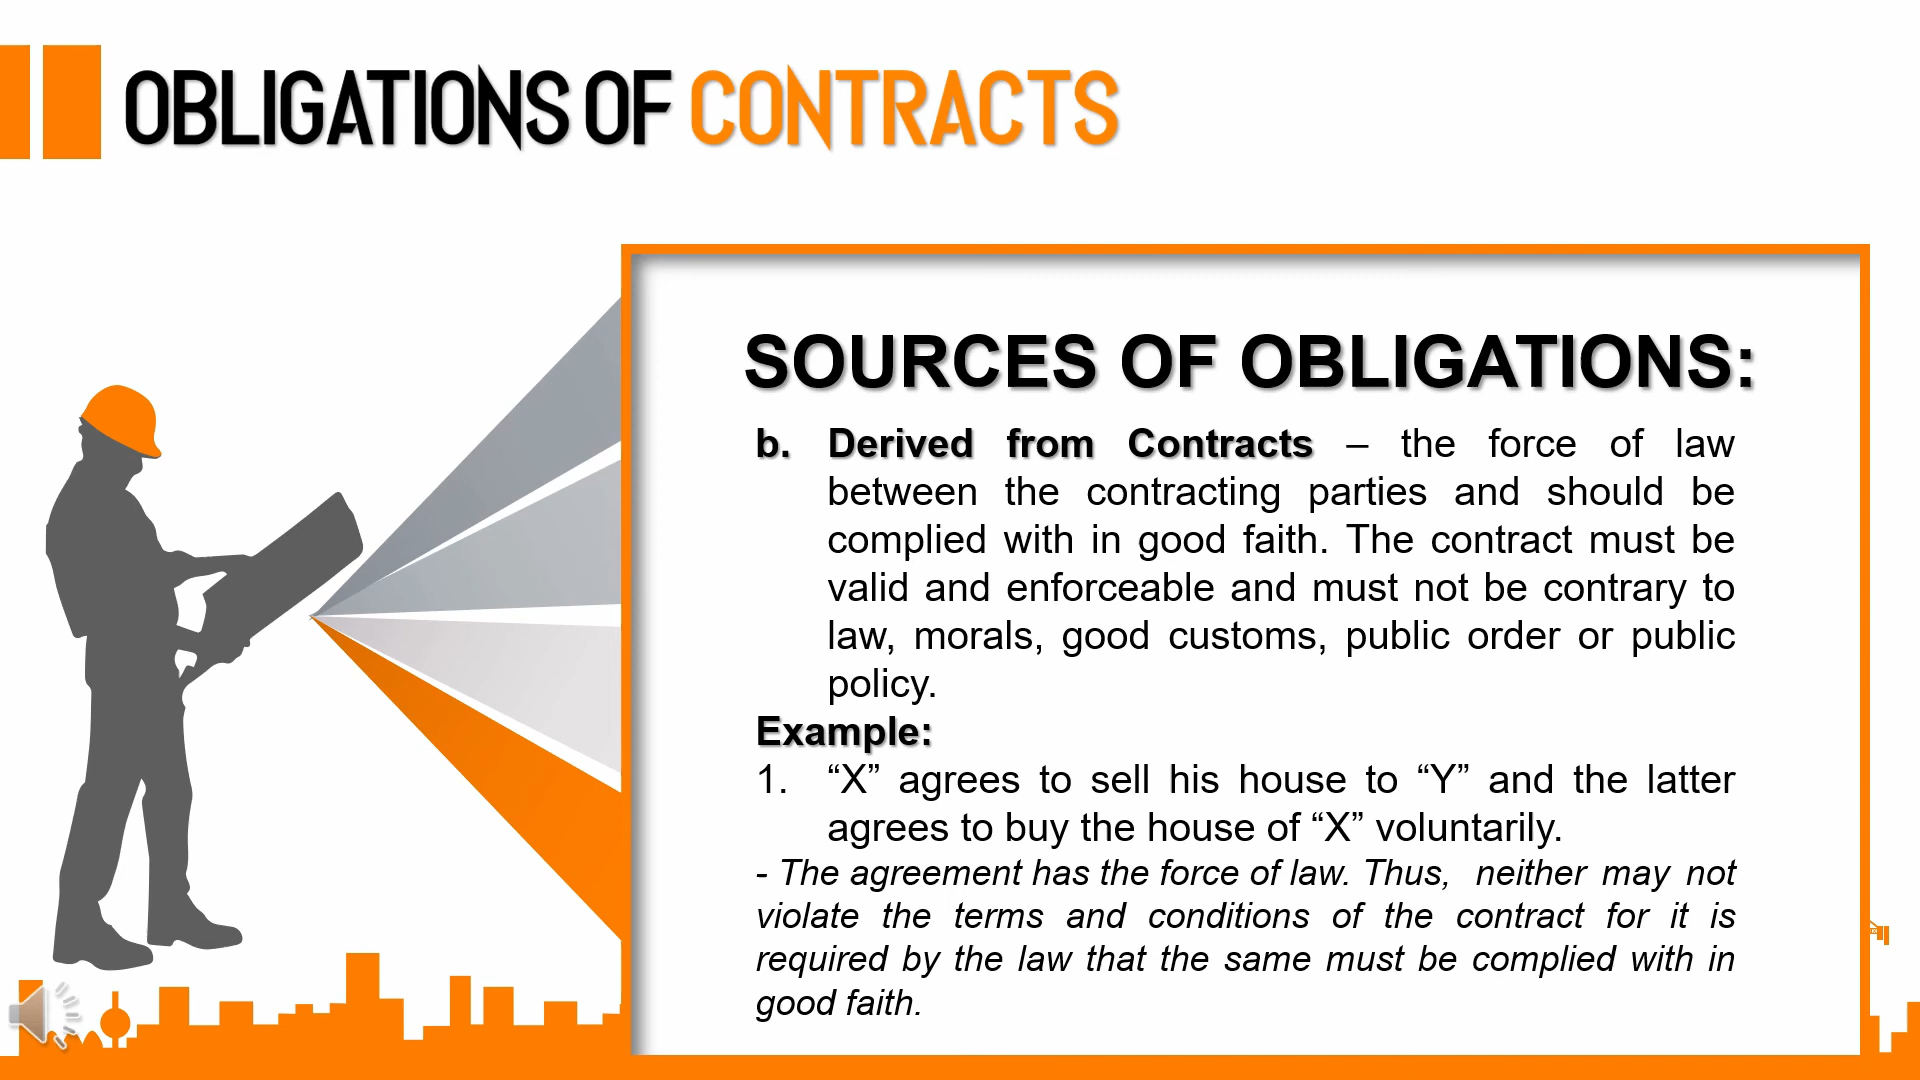 OBLIGATIONS OF CONTRACTS
SOURCES OF OBLIGATIONS:
b. Derived from Contracts – the force of law
between the contracting parties and should be
complied with in good faith. The contract must be
valid and enforceable and must not be contrary to
law, morals, good customs, public order or public
policy.
Example:
1. “X” agrees to sell his house to “Y” and the latter
agrees to buy the house of “X” voluntarily.
- The agreement has the force of law. Thus, neither may not
violate the terms and conditions of the contract for it is
required by the law that the same must be complied with in
good faith.